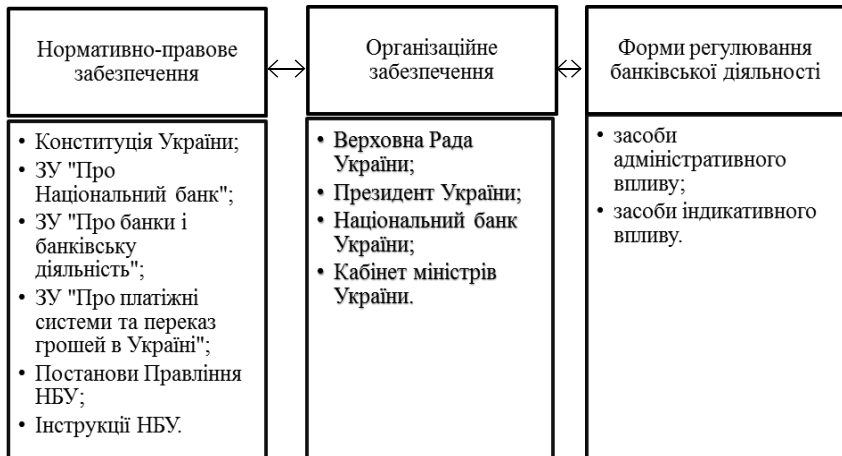 Нормативно-правове
забезпечення
Організаційне
забезпечення
Форми регулювання
банківської діяльності
• Конституція України;
• ЗУ "Про
Національний банк";
• ЗУ "Про банки і
банківську
діяльність";
• ЗУ "Про платіжні
системи та переказ
грошей в Україні";
• Постанови Правління
НБУ;
• Інструкції НБУ.
• Верховна Рада
України;
• Президент України;
• Національний банк
України;
• Кабінет міністрів
України.
• засоби
адміністративного
впливу;
• засоби індикативного
впливу.